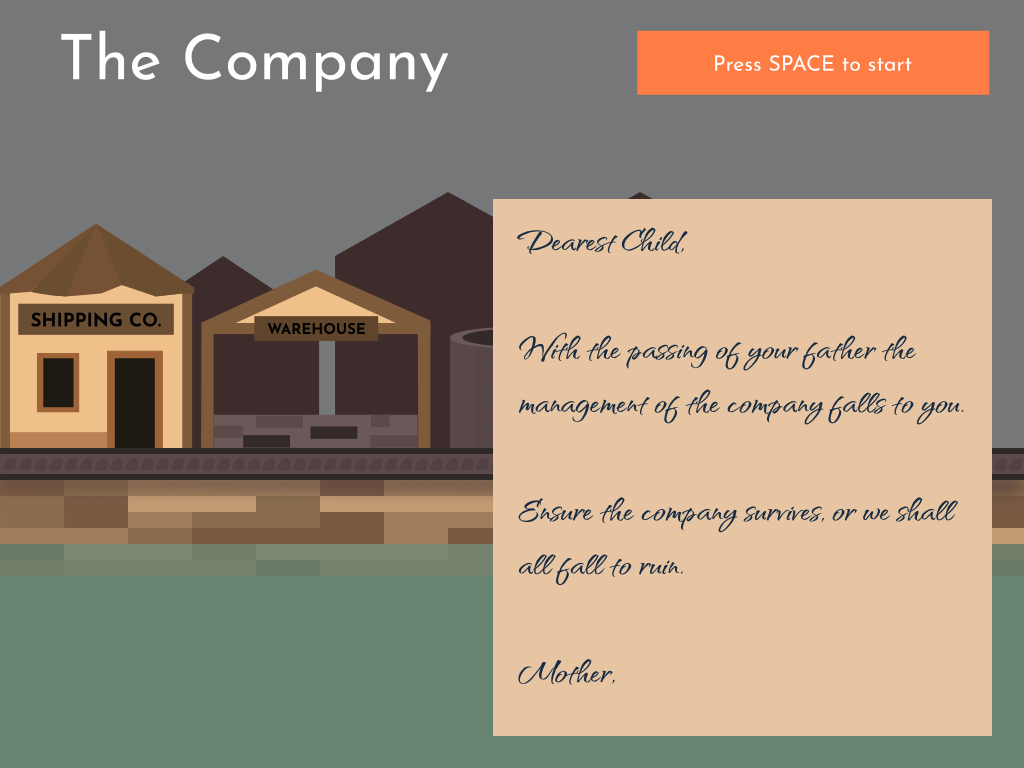 The Company
Press SPACE to start
Dearest Child,
With the passing of your father the
management of the company falls to you.
Ensure the company survives, or we shall
all fall to ruin.
Mother,
SHIPPING CO.
WAREHOUSE